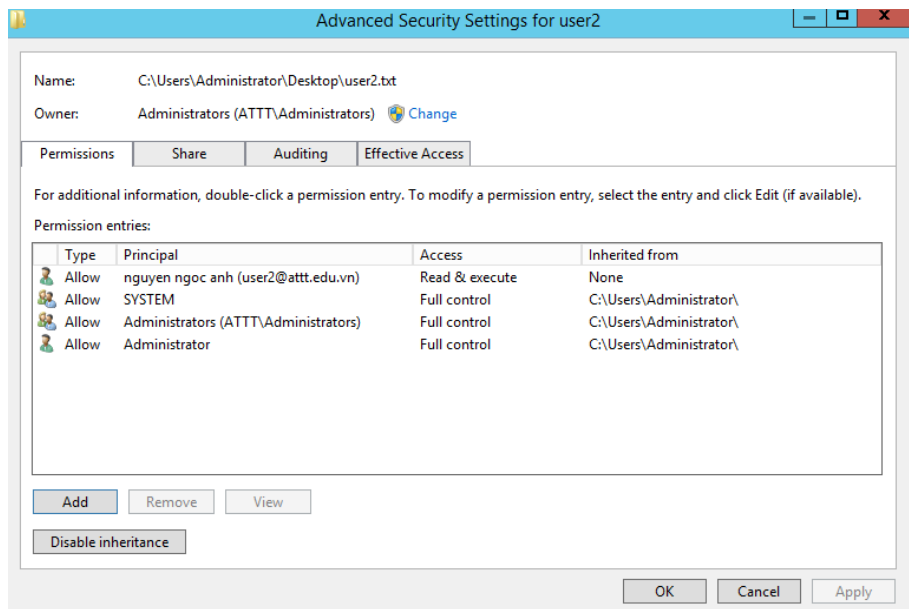 Advanced Security Settings for user2
Name: C:\Users\Administrator\Desktop\user2.txt
Owner: Administrators (ATTT\Administrators) Change
Permissions Share Auditing Effective Access
For additional information, double-click a permission entry. To modify a permission entry, select the entry and click Edit (if available).
Permission entries:
Type Principal Access Inherited from
Allow nguyen ngoc anh (user2@attt.edu.vn) Read & execute None
Allow SYSTEM Full control C:\Users\Administrator\
Allow Administrators (ATTT\Administrators) Full control C:\Users\Administrator\
Allow Administrator Full control C:\Users\Administrator\
Add Remove View
Disable inheritance
OK Cancel Apply